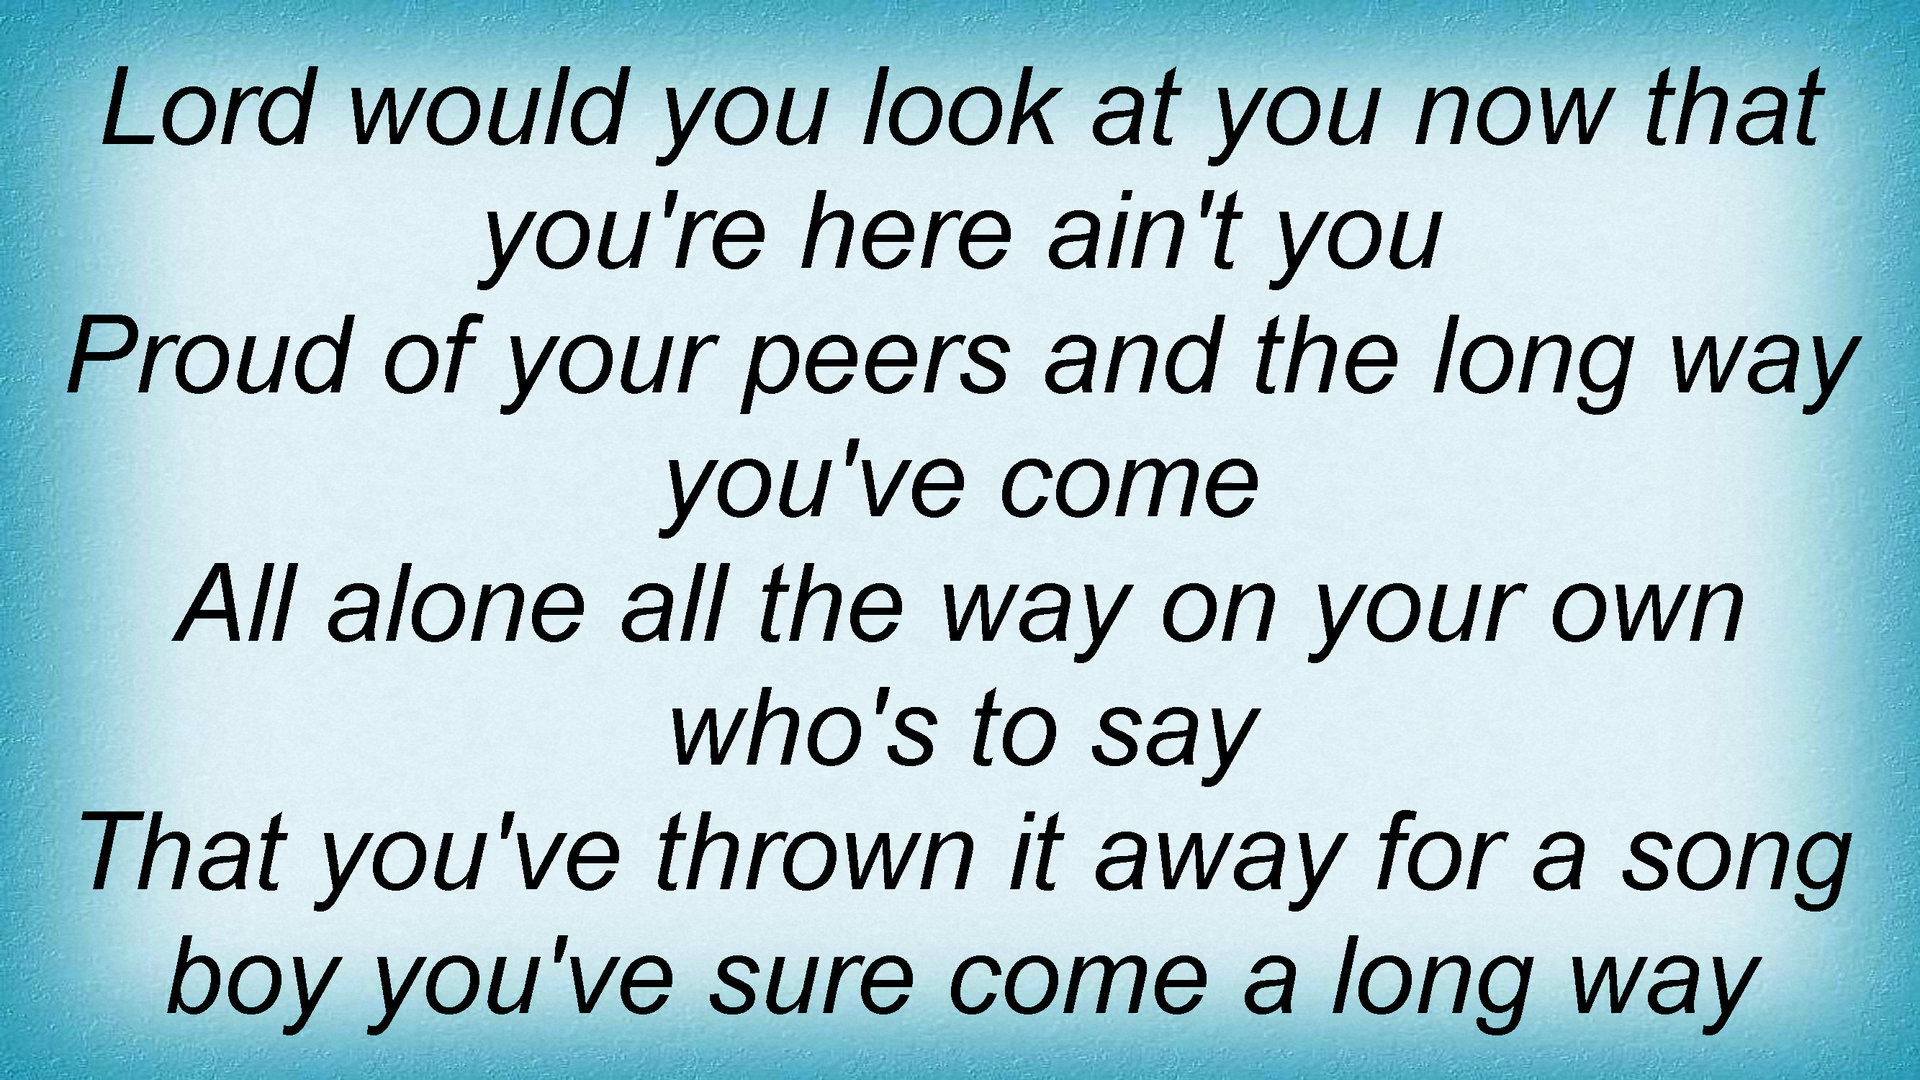 Lord would you look at you now that
you're here ain't you
Proud of your peers and the long way
you've come
All alone all the way on your own
who's to say
That you've thrown it away for a song
boy you've sure come a long way